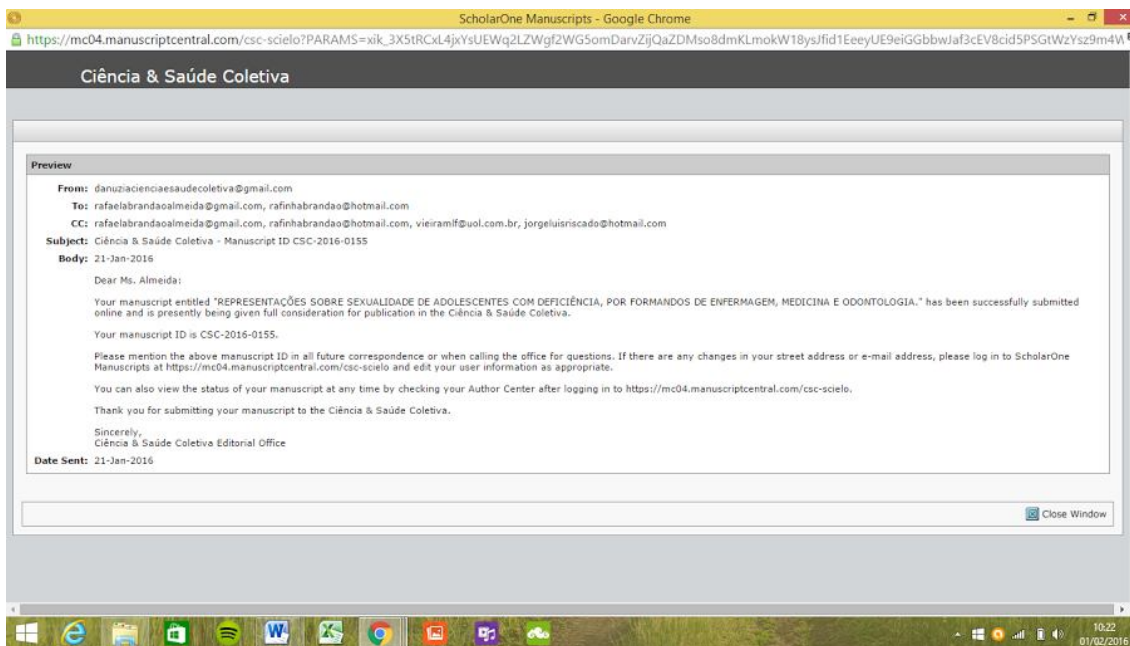 ScholarOne Manuscripts - Google Chrome
https://mc04.manuscriptcentral.com/csc-scielo?PARAMS=
Ciência & Saúde Coletiva
Preview
From: danuziacienciaesaudecoletiva@gmail.com
To: rafaelabrandaoalmeida@gmail.com, rafinhabrandao@hotmail.com
CC: rafaelabrandaoalmeida@gmail.com, rafinhabrandao@hotmail.com, vieiramlf@uol.com.br, jorgeluisriscado@hotmail.com
Subject: Ciência & Saúde Coletiva - Manuscript ID CSC-2016-0155
Body: 21-Jan-2016
Dear Ms. Almeida:
Your manuscript entitled "REPRESENTAÇÕES SOBRE SEXUALIDADE DE ADOLESCENTES COM DEFICIÊNCIA, POR FORMANDOS DE ENFERMAGEM, MEDICINA E ODONTOLOGIA." has been successfully submitted
online and is presently being given full consideration for publication in the Ciência & Saúde Coletiva.
Your manuscript ID is CSC-2016-0155.
Please mention the above manuscript ID in all future correspondence or when calling the office for questions. If there are any changes in your street address or e-mail address, please log in to ScholarOne
Manuscripts at https://mc04.manuscriptcentral.com/csc-scielo and edit your user information as appropriate.
You can also view the status of your manuscript at any time by checking your Author Center after logging in to https://mc04.manuscriptcentral.com/csc-scielo.
Thank you for submitting your manuscript to the Ciência & Saúde Coletiva.
Sincerely,
Ciência & Saúde Coletiva Editorial Office
Date Sent: 21-Jan-2016
Close Window
10:22
01/02/2016